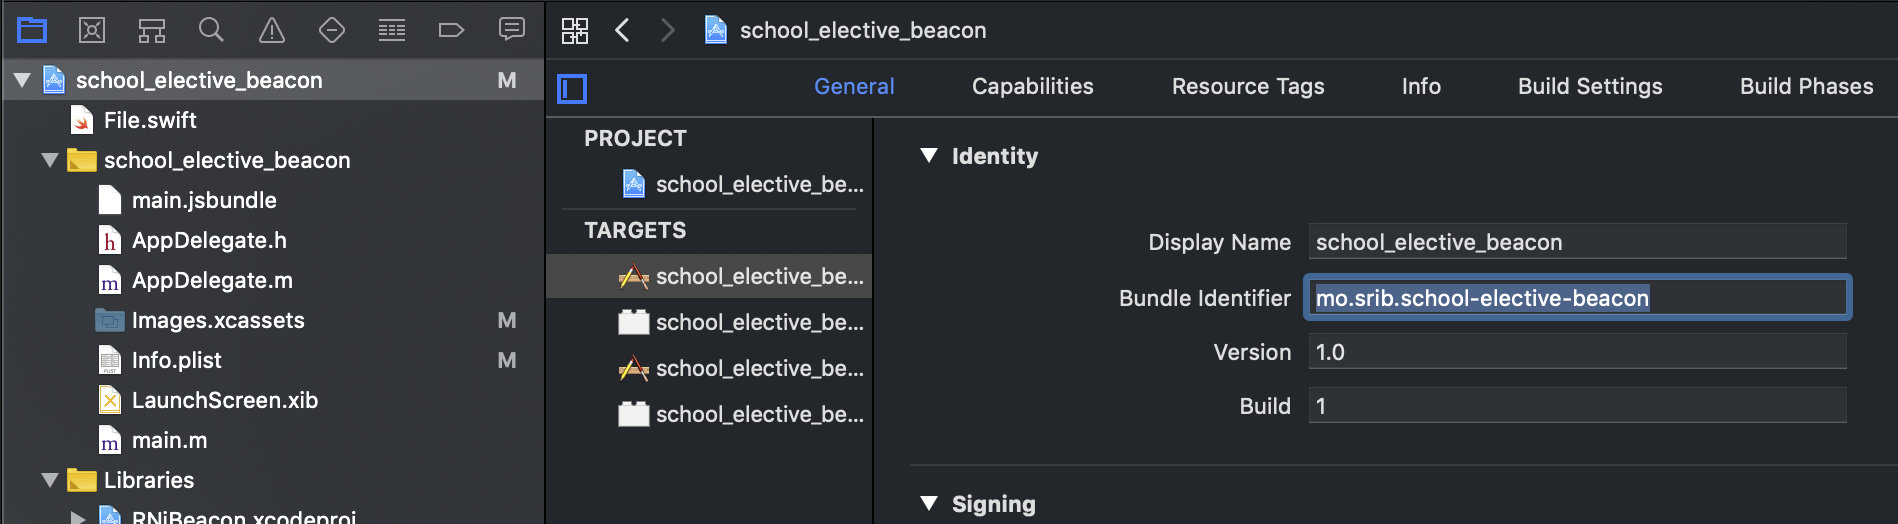 school_elective_beacon
General Capabilities Resource Tags Info Build Settings Build Phases
school_elective_beacon M
File.swift
school_elective_beacon
main.jsbundle
AppDelegate.h
AppDelegate.m
Images.xcassets M
Info.plist M
LaunchScreen.xib
main.m
Libraries
RNiBeacon.xcodeproj
PROJECT
school_elective_be...
TARGETS
school_elective_be...
school_elective_be...
school_elective_be...
school_elective_be...
Identity
Display Name school_elective_beacon
Bundle Identifier mo.srib.school-elective-beacon
Version 1.0
Build 1
Signing